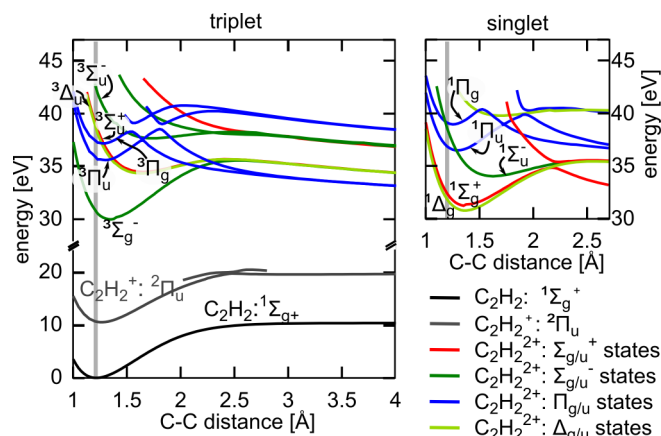 triplet
singlet
45
40
35
30
20
10
0
energy [eV]
1
1.5
2
2.5
3
3.5
4
C-C distance [Å]
³Σᵤ⁻
³Δᵤ
³Σᵤ⁺
³Πg
³Πᵤ
³Σg⁻
C₂H₂⁺: ²Πᵤ
C₂H₂:¹Σg+
45
40
35
30
energy [eV]
1
1.5
2
2.5
C-C distance [Å]
¹Πg
¹Πᵤ
¹Σᵤ⁻
¹Σg⁺
¹Δg
C₂H₂: ¹Σg⁺
C₂H₂⁺: ²Πᵤ
C₂H₂²⁺: Σg/u⁺ states
C₂H₂²⁺: Σg/u⁻ states
C₂H₂²⁺: Πg/u states
C₂H₂²⁺: Δg/u states